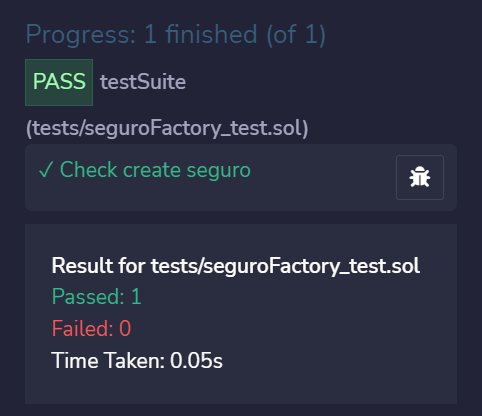 Progress: 1 finished (of 1)
PASS testSuite
(tests/seguroFactory_test.sol)
✓ Check create seguro
Result for tests/seguroFactory_test.sol
Passed: 1
Failed: 0
Time Taken: 0.05s